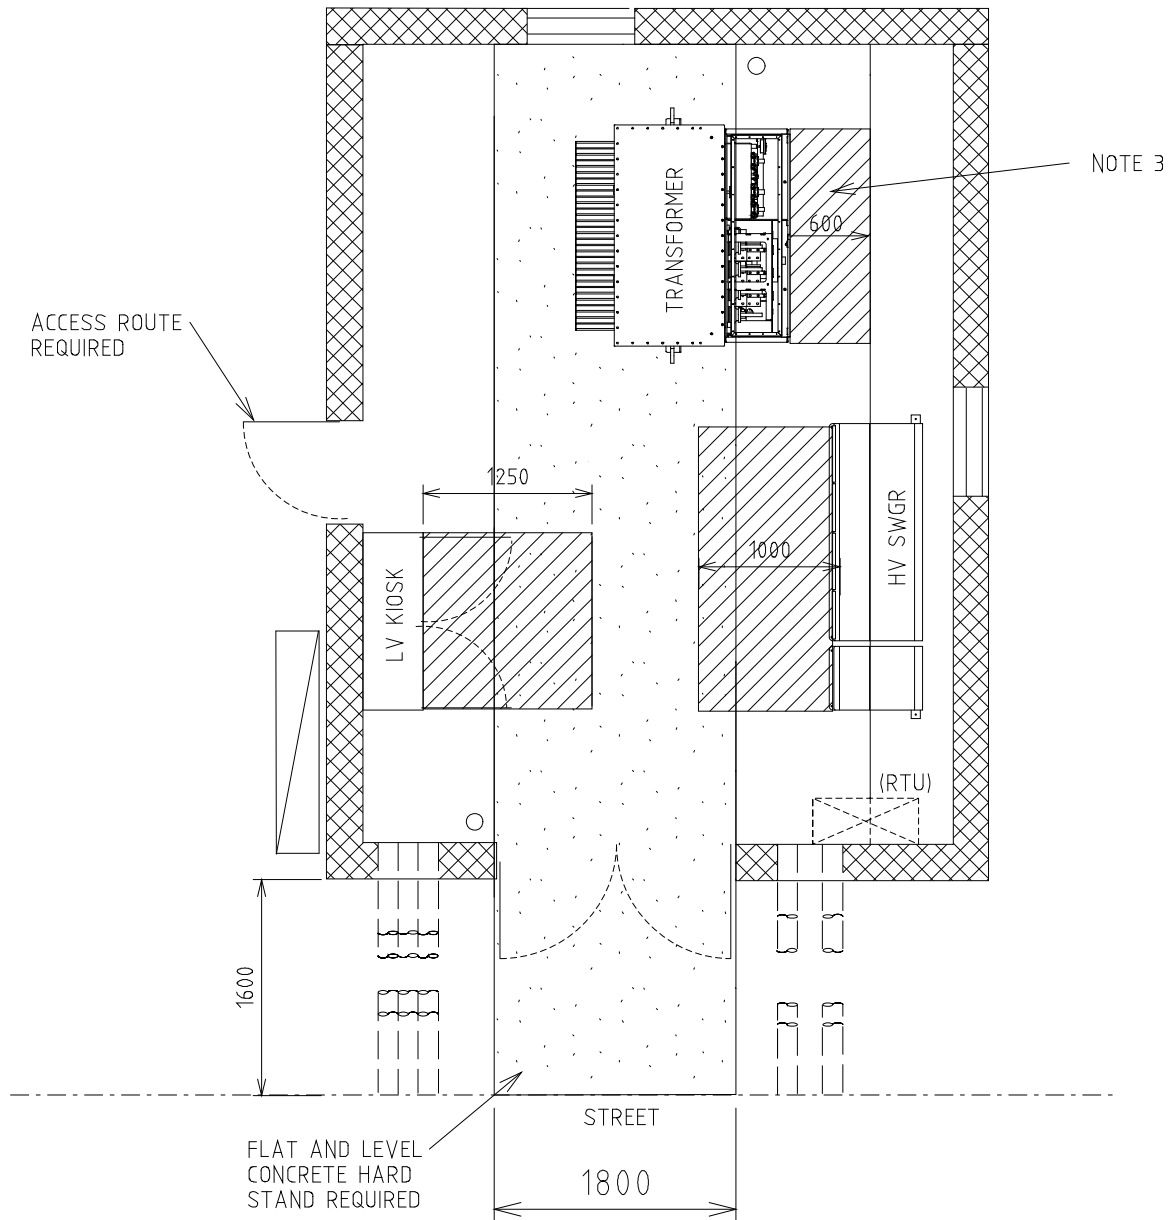 NOTE 3
TRANSFORMER
600
ACCESS ROUTE
REQUIRED
1250
1000
HV SWGR
LV KIOSK
(RTU)
1600
STREET
FLAT AND LEVEL
CONCRETE HARD
STAND REQUIRED
1800